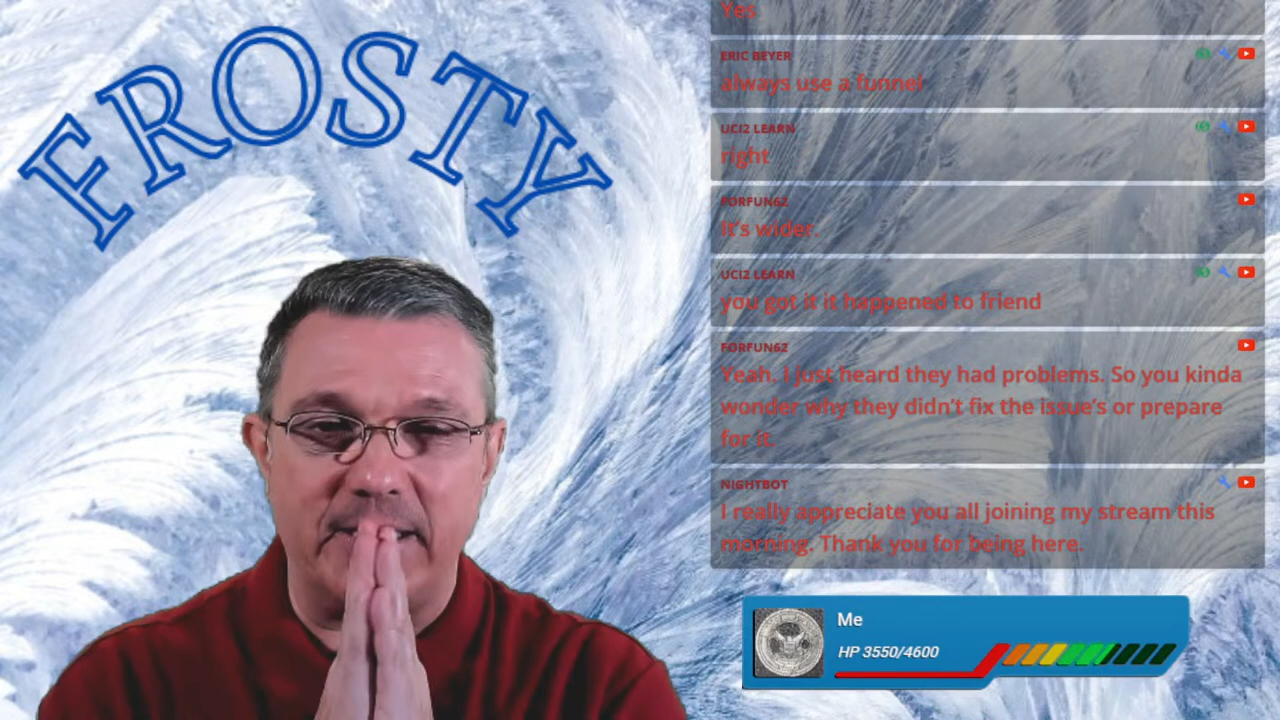 FROSTY
Yes
ERIC BEYER
always use a funnel
UCI2 LEARN
right
FORFUN62
It's wider.
UCI2 LEARN
you got it it happened to friend
FORFUN62
Yeah, I just heard they had problems. So you kinda
wonder why they didn't fix the issue's or prepare
for it.
NIGHTBOT
I really appreciate you all joining my stream this
morning. Thank you for being here.
Me
HP 3550/4600